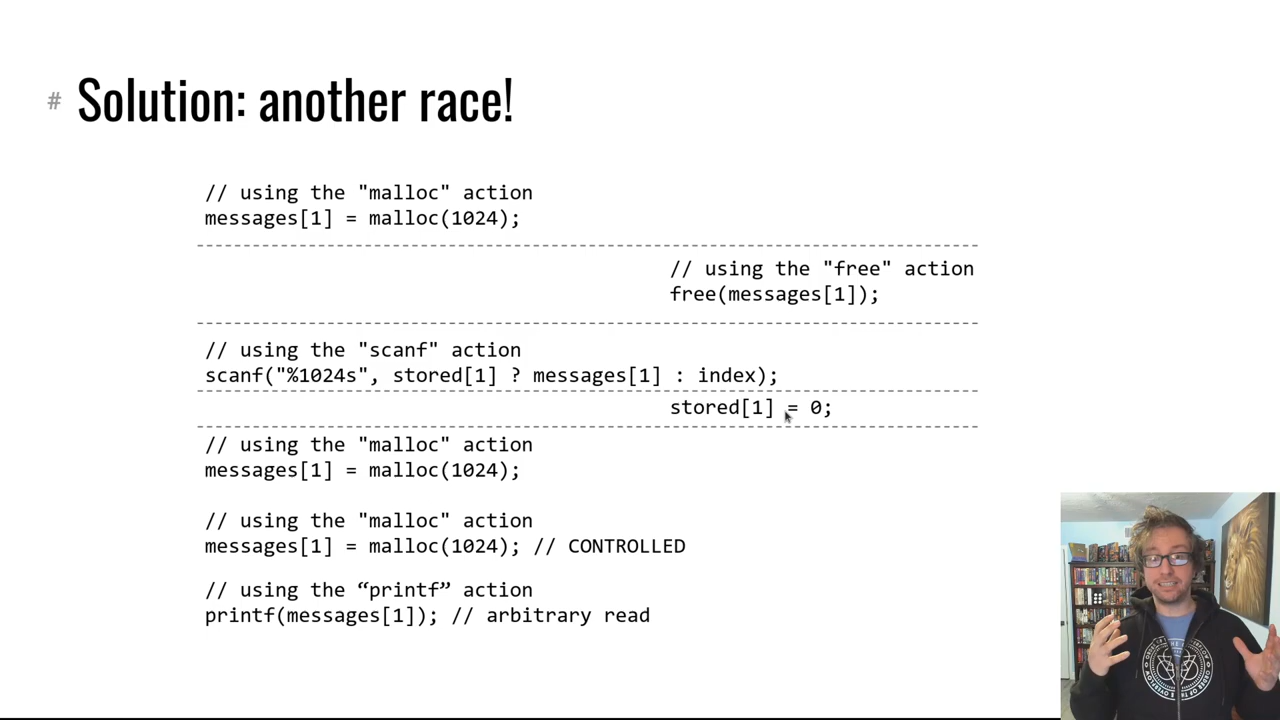 # Solution: another race!
// using the "malloc" action
messages[1] = malloc(1024);
// using the "free" action
free(messages[1]);
// using the "scanf" action
scanf("%1024s", stored[1] ? messages[1] : index);
stored[1] = 0;
// using the "malloc" action
messages[1] = malloc(1024);
// using the "malloc" action
messages[1] = malloc(1024); // CONTROLLED
// using the “printf” action
printf(messages[1]); // arbitrary read